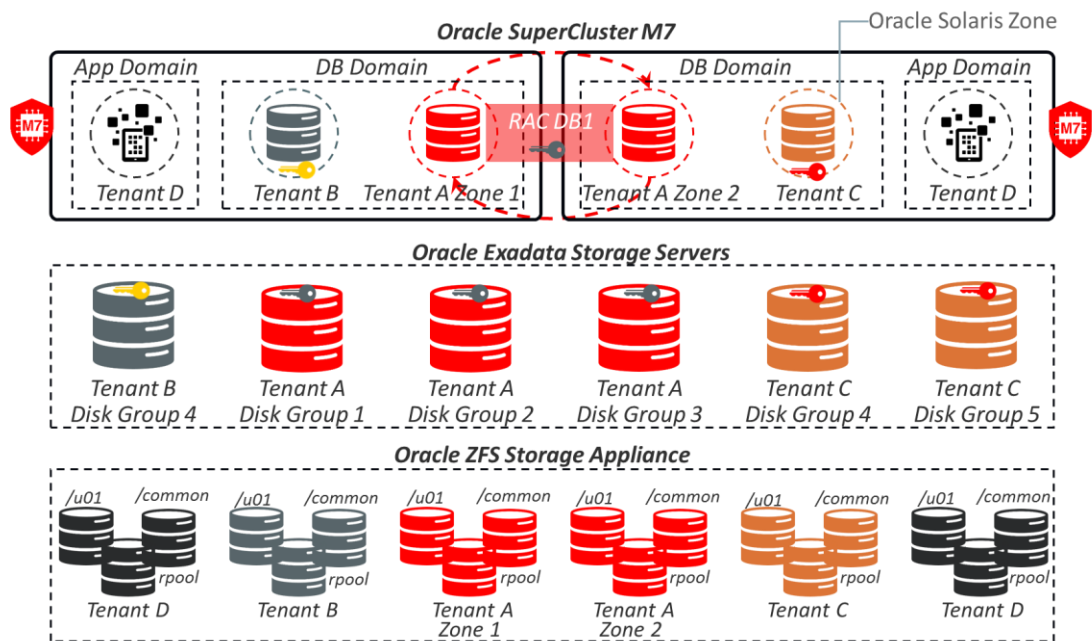 Oracle SuperCluster M7
Oracle Solaris Zone
App Domain
DB Domain
DB Domain
App Domain
M7
RAC DB1
M7
Tenant D
Tenant B
Tenant A Zone 1
Tenant A Zone 2
Tenant C
Tenant D
Oracle Exadata Storage Servers
Tenant B
Disk Group 4
Tenant A
Disk Group 1
Tenant A
Disk Group 2
Tenant A
Disk Group 3
Tenant C
Disk Group 4
Tenant C
Disk Group 5
Oracle ZFS Storage Appliance
/u01
/common
rpool
Tenant D
/u01
/common
rpool
Tenant B
/u01
/common
rpool
Tenant A
Zone 1
/u01
/common
rpool
Tenant A
Zone 2
/u01
/common
rpool
Tenant C
/u01
/common
rpool
Tenant D